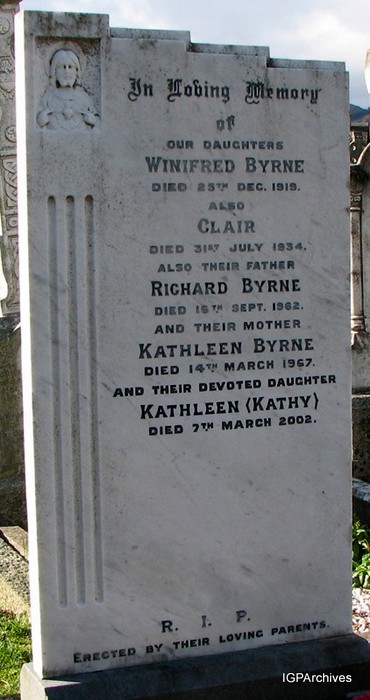 In Loving Memory
of
OUR DAUGHTERS
WINIFRED BYRNE
DIED 25TH DEC. 1919.
ALSO
CLAIR
DIED 31ST JULY 1934.
ALSO THEIR FATHER
RICHARD BYRNE
DIED 16TH SEPT. 1962.
AND THEIR MOTHER
KATHLEEN BYRNE
DIED 14TH MARCH 1967.
AND THEIR DEVOTED DAUGHTER
KATHLEEN (KATHY)
DIED 7TH MARCH 2002.
R. I. P.
ERECTED BY THEIR LOVING PARENTS.
IGPArchives